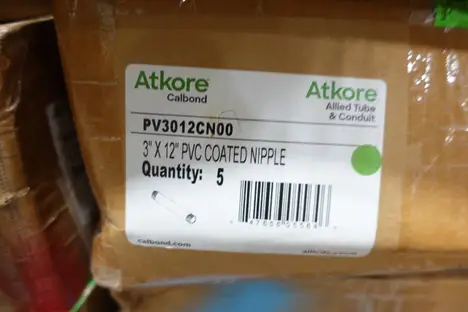 Atkore
Calbond
Atkore
Allied Tube
& Conduit
PV3012CN00
3" X 12" PVC COATED NIPPLE
Quantity: 5
calbond.com